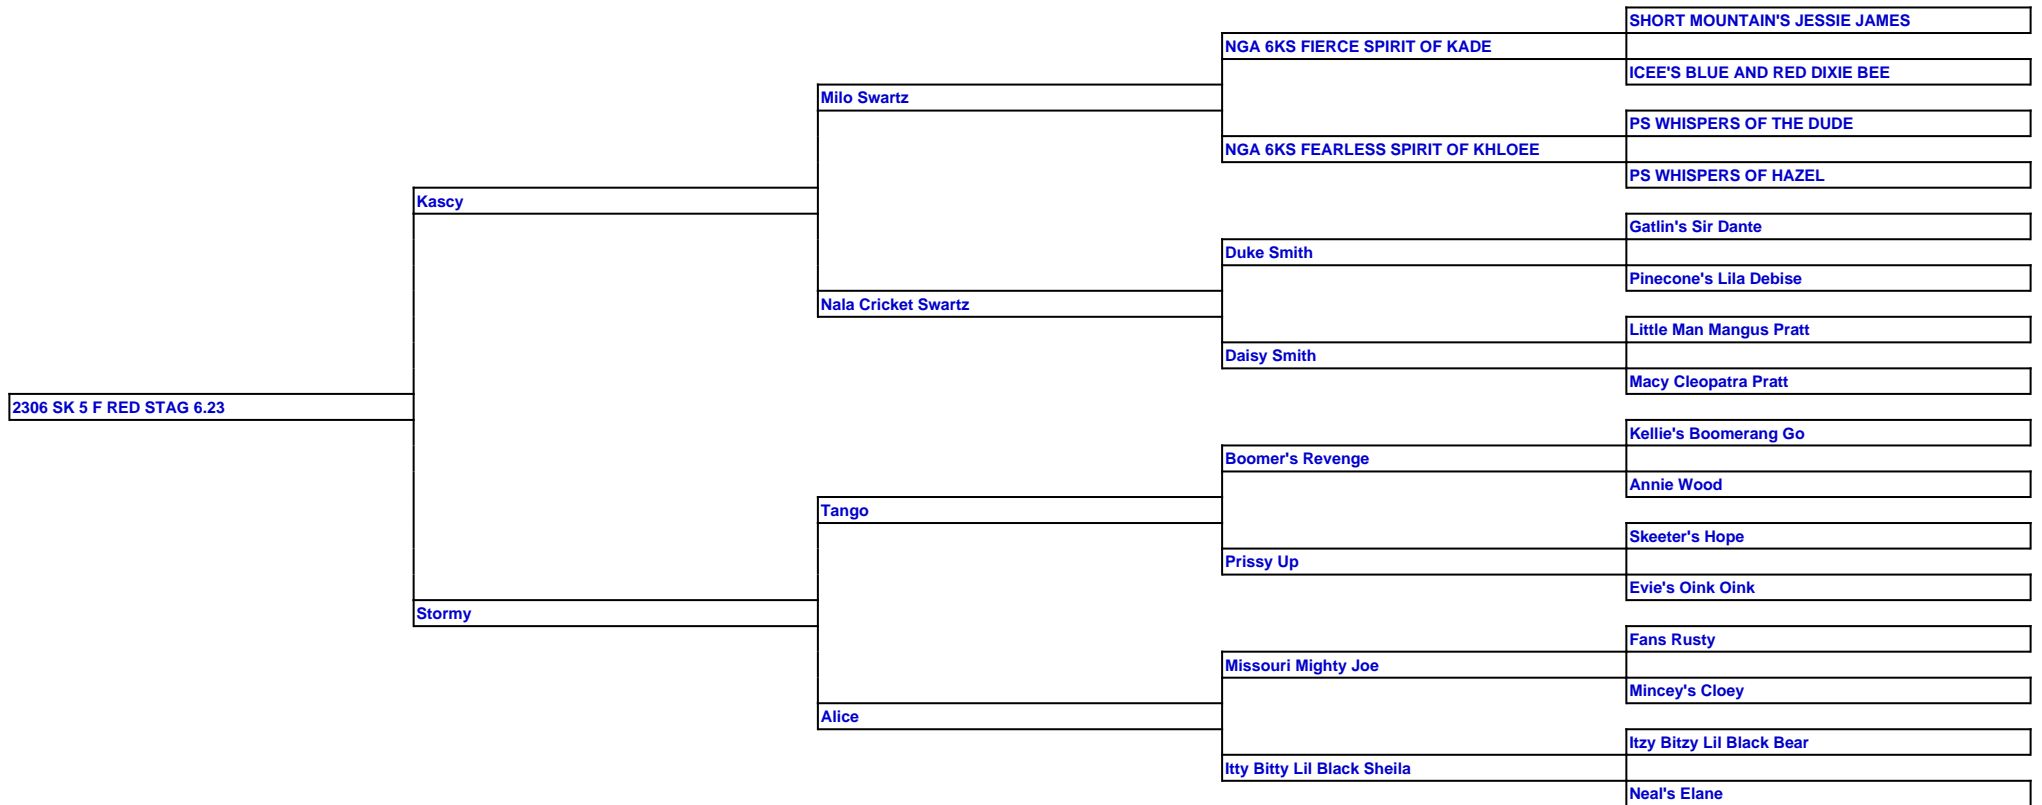 SHORT MOUNTAIN'S JESSIE JAMES
NGA 6KS FIERCE SPIRIT OF KADE
ICEE'S BLUE AND RED DIXIE BEE
Milo Swartz
PS WHISPERS OF THE DUDE
NGA 6KS FEARLESS SPIRIT OF KHLOEE
PS WHISPERS OF HAZEL
Kascy
Gatlin's Sir Dante
Duke Smith
Pinecone's Lila Debise
Nala Cricket Swartz
Little Man Mangus Pratt
Daisy Smith
Macy Cleopatra Pratt
2306 SK 5 F RED STAG 6.23
Kellie's Boomerang Go
Boomer's Revenge
Annie Wood
Tango
Skeeter's Hope
Prissy Up
Evie's Oink Oink
Stormy
Fans Rusty
Missouri Mighty Joe
Mincey's Cloey
Alice
Itzy Bitzy Lil Black Bear
Itty Bitty Lil Black Sheila
Neal's Elane